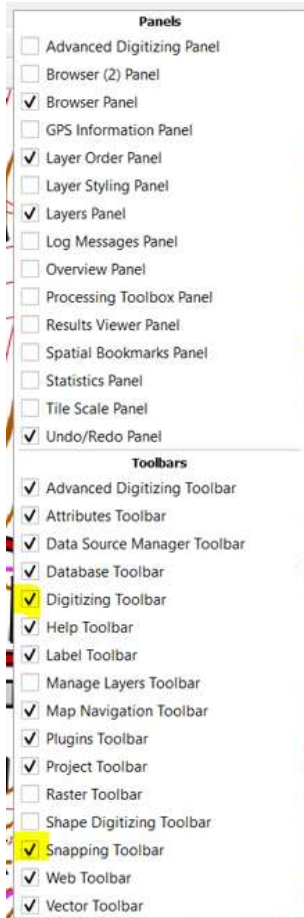 Panels
Advanced Digitizing Panel
Browser (2) Panel
Browser Panel
GPS Information Panel
Layer Order Panel
Layer Styling Panel
Layers Panel
Log Messages Panel
Overview Panel
Processing Toolbox Panel
Results Viewer Panel
Spatial Bookmarks Panel
Statistics Panel
Tile Scale Panel
Undo/Redo Panel
Toolbars
Advanced Digitizing Toolbar
Attributes Toolbar
Data Source Manager Toolbar
Database Toolbar
Digitizing Toolbar
Help Toolbar
Label Toolbar
Manage Layers Toolbar
Map Navigation Toolbar
Plugins Toolbar
Project Toolbar
Raster Toolbar
Shape Digitizing Toolbar
Snapping Toolbar
Web Toolbar
Vector Toolbar